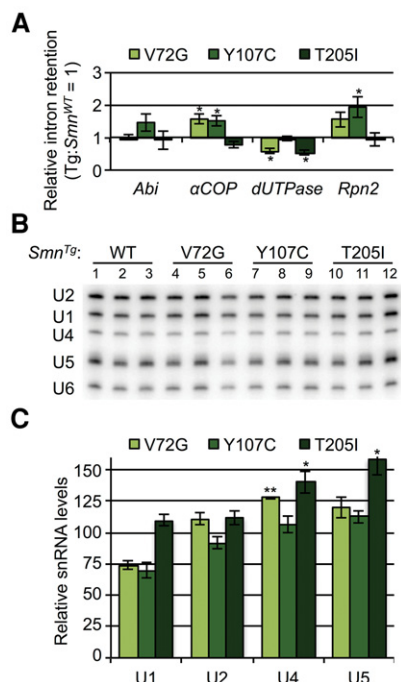 A
V72G Y107C T205I
Relative intron retention
(Tg:Smn^WT = 1)
3
2
1
0
* * * * *
Abi αCOP dUTPase Rpn2
B
Smn^Tg: WT V72G Y107C T205I
1 2 3 4 5 6 7 8 9 10 11 12
U2
U1
U4
U5
U6
C
V72G Y107C T205I
Relative snRNA levels
150
125
100
75
50
25
0
** * *
U1 U2 U4 U5